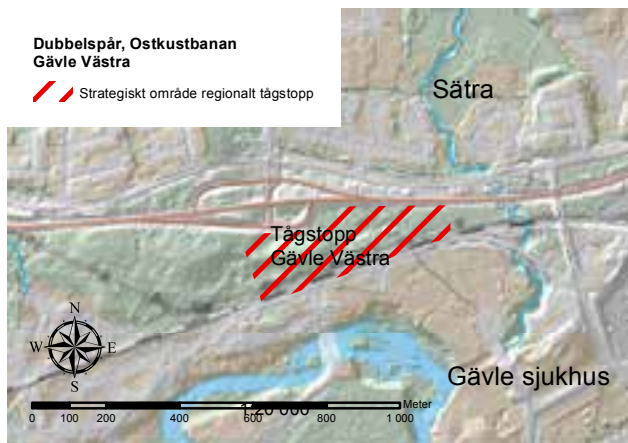 Dubbelspår, Ostkustbanan
Gävle Västra
Strategiskt område regionalt tågstopp
Sätra
Tågstopp
Gävle Västra
N
W E
S
Gävle sjukhus
1:20 000
Meter
0 100 200 400 600 800 1 000